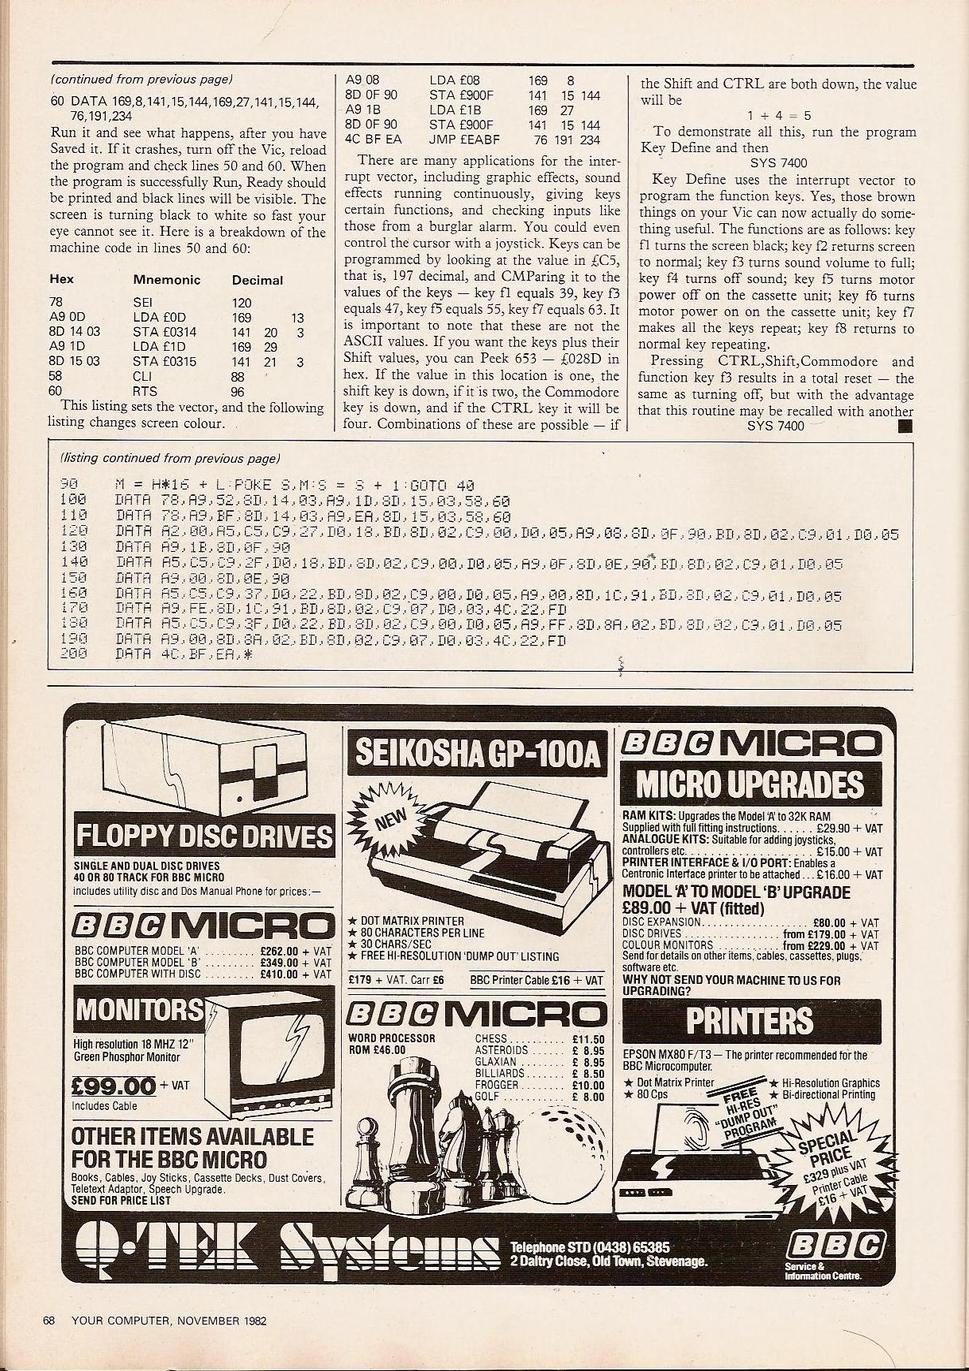 (continued from previous page)
60 DATA 169,8,141,15,144,169,27,141,15,144,
76,191,234
Run it and see what happens, after you have
Saved it. If it crashes, turn off the Vic, reload
the program and check lines 50 and 60. When
the program is successfully Run, Ready should
be printed and black lines will be visible. The
screen is turning black to white so fast your
eye cannot see it. Here is a breakdown of the
machine code in lines 50 and 60:
Hex Mnemonic Decimal
78 SEI 120
A9 0D LDA £0D 169 13
8D 14 03 STA £0314 141 20 3
A9 1D LDA £1D 169 29
8D 15 03 STA £0315 141 21 3
58 CLI 88
60 RTS 96
This listing sets the vector, and the following
listing changes screen colour.
A9 08 LDA £08 169 8
8D 0F 90 STA £900F 141 15 144
A9 1B LDA £1B 169 27
8D 0F 90 STA £900F 141 15 144
4C BF EA JMP £EABF 76 191 234
There are many applications for the inter-
rupt vector, including graphic effects, sound
effects running continuously, giving keys
certain functions, and checking inputs like
those from a burglar alarm. You could even
control the cursor with a joystick. Keys can be
programmed by looking at the value in £C5,
that is, 197 decimal, and CMParing it to the
values of the keys — key f1 equals 39, key f3
equals 47, key f5 equals 55, key f7 equals 63. It
is important to note that these are not the
ASCII values. If you want the keys plus their
Shift values, you can Peek 653 — £028D in
hex. If the value in this location is one, the
shift key is down, if it is two, the Commodore
key is down, and if the CTRL key it will be
four. Combinations of these are possible — if
the Shift and CTRL are both down, the value
will be
1 + 4 = 5
To demonstrate all this, run the program
Key Define and then
SYS 7400
Key Define uses the interrupt vector to
program the function keys. Yes, those brown
things on your Vic can now actually do some-
thing useful. The functions are as follows: key
f1 turns the screen black; key f2 returns screen
to normal; key f3 turns sound volume to full;
key f4 turns off sound; key f5 turns motor
power off on the cassette unit; key f6 turns
motor power on on the cassette unit; key f7
makes all the keys repeat; key f8 returns to
normal key repeating.
Pressing CTRL,Shift,Commodore and
function key f3 results in a total reset — the
same as turning off, but with the advantage
that this routine may be recalled with another
SYS 7400
(listing continued from previous page)
90 M = H*16 + L:POKE S,M:S = S + 1:GOTO 40
100 DATA 78,A9,52,8D,14,03,A9,1D,8D,15,03,58,60
110 DATA 78,A9,BF,8D,14,03,A9,EA,8D,15,03,58,60
120 DATA A2,00,A5,C5,C9,27,D0,18,BD,8D,02,C9,00,D0,05,A9,08,8D,0F,90,BD,8D,02,C9,01,D0,05
130 DATA A9,1B,8D,0F,90
140 DATA A5,C5,C9,2F,D0,18,BD,8D,02,C9,00,D0,05,A9,0F,8D,0E,90,BD,8D,02,C9,01,D0,05
150 DATA A9,00,8D,0E,90
160 DATA A5,C5,C9,37,D0,22,BD,8D,02,C9,00,D0,05,A9,00,8D,1C,91,BD,8D,02,C9,01,D0,05
170 DATA A9,FE,8D,1C,91,BD,8D,02,C9,07,D0,03,4C,22,FD
180 DATA A5,C5,C9,3F,D0,22,BD,8D,02,C9,00,D0,05,A9,FF,8D,8A,02,BD,8D,02,C9,01,D0,05
190 DATA A9,00,8D,8A,02,BD,8D,02,C9,07,D0,03,4C,22,FD
200 DATA 4C,BF,EA,*
FLOPPY DISC DRIVES
SINGLE AND DUAL DISC DRIVES
40 OR 80 TRACK FOR BBC MICRO
includes utility disc and Dos Manual Phone for prices:—
BBC MICRO
BBC COMPUTER MODEL 'A' ......... £262.00 + VAT
BBC COMPUTER MODEL 'B' ......... £349.00 + VAT
BBC COMPUTER WITH DISC ......... £410.00 + VAT
MONITORS
High resolution 18 MHZ 12"
Green Phosphor Monitor
£99.00 + VAT
Includes Cable
OTHER ITEMS AVAILABLE
FOR THE BBC MICRO
Books, Cables, Joy Sticks, Cassette Decks, Dust Covers,
Teletext Adaptor, Speech Upgrade.
SEND FOR PRICE LIST
SEIKOSHA GP-100A
NEW
★ DOT MATRIX PRINTER
★ 80 CHARACTERS PER LINE
★ 30 CHARS/SEC
★ FREE HI-RESOLUTION 'DUMP OUT' LISTING
£179 + VAT. Carr £6 BBC Printer Cable £16 + VAT
BBC MICRO
WORD PROCESSOR
ROM £46.00
CHESS .......... £11.50
ASTEROIDS ...... £ 8.95
GLAXIAN ........ £ 8.95
BILLIARDS ...... £ 8.50
FROGGER ........ £10.00
GOLF ........... £ 8.00
BBC MICRO
MICRO UPGRADES
RAM KITS: Upgrades the Model 'A' to 32K RAM
Supplied with full fitting instructions. ..... £29.90 + VAT
ANALOGUE KITS: Suitable for adding joysticks,
controllers etc. .................. £15.00 + VAT
PRINTER INTERFACE & I/O PORT: Enables a
Centronic Interface printer to be attached ... £16.00 + VAT
MODEL 'A' TO MODEL 'B' UPGRADE
£89.00 + VAT (fitted)
DISC EXPANSION................ £80.00 + VAT
DISC DRIVES ............. from £179.00 + VAT
COLOUR MONITORS ......... from £229.00 + VAT
Send for details on other items, cables, cassettes, plugs,
software etc.
WHY NOT SEND YOUR MACHINE TO US FOR
UPGRADING?
PRINTERS
EPSON MX80 F/T3 — The printer recommended for the
BBC Microcomputer.
★ Dot Matrix Printer ★ Hi-Resolution Graphics
★ 80 Cps ★ Bi-directional Printing
FREE
HI-RES
"DUMP OUT"
PROGRAM
SPECIAL
PRICE
£329 plus VAT
Printer Cable
£16 + VAT
Q·TEK Systems
Telephone STD (0438) 65385
2 Daltry Close, Old Town, Stevenage.
BBC
Service &
Information Centre.
68 YOUR COMPUTER, NOVEMBER 1982